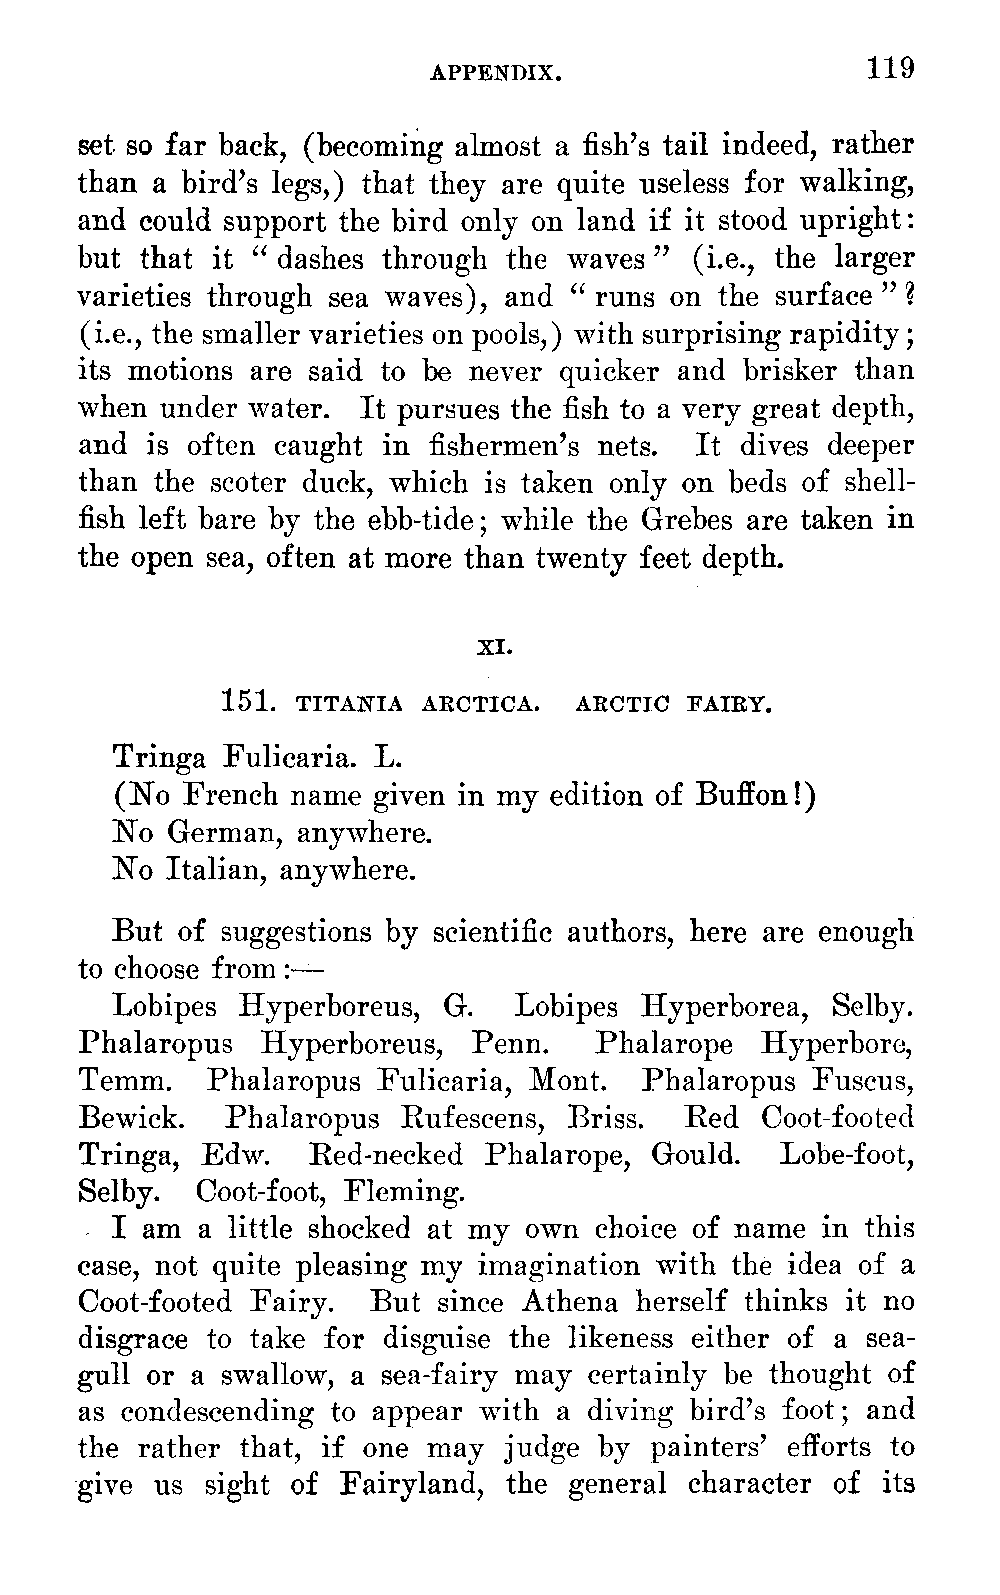 APPENDIX. 119
set so far back, (becoming almost a fish's tail indeed, rather
than a bird's legs,) that they are quite useless for walking,
and could support the bird only on land if it stood upright:
but that it “ dashes through the waves ” (i.e., the larger
varieties through sea waves), and “ runs on the surface ” ?
(i.e., the smaller varieties on pools,) with surprising rapidity ;
its motions are said to be never quicker and brisker than
when under water. It pursues the fish to a very great depth,
and is often caught in fishermen's nets. It dives deeper
than the scoter duck, which is taken only on beds of shell-
fish left bare by the ebb-tide; while the Grebes are taken in
the open sea, often at more than twenty feet depth.
XI.
151. TITANIA ARCTICA. ARCTIC FAIRY.
Tringa Fulicaria. L.
(No French name given in my edition of Buffon!)
No German, anywhere.
No Italian, anywhere.
But of suggestions by scientific authors, here are enough
to choose from :—
Lobipes Hyperboreus, G. Lobipes Hyperborea, Selby.
Phalaropus Hyperboreus, Penn. Phalarope Hyperbore,
Temm. Phalaropus Fulicaria, Mont. Phalaropus Fuscus,
Bewick. Phalaropus Rufescens, Briss. Red Coot-footed
Tringa, Edw. Red-necked Phalarope, Gould. Lobe-foot,
Selby. Coot-foot, Fleming.
I am a little shocked at my own choice of name in this
case, not quite pleasing my imagination with the idea of a
Coot-footed Fairy. But since Athena herself thinks it no
disgrace to take for disguise the likeness either of a sea-
gull or a swallow, a sea-fairy may certainly be thought of
as condescending to appear with a diving bird's foot; and
the rather that, if one may judge by painters' efforts to
give us sight of Fairyland, the general character of its